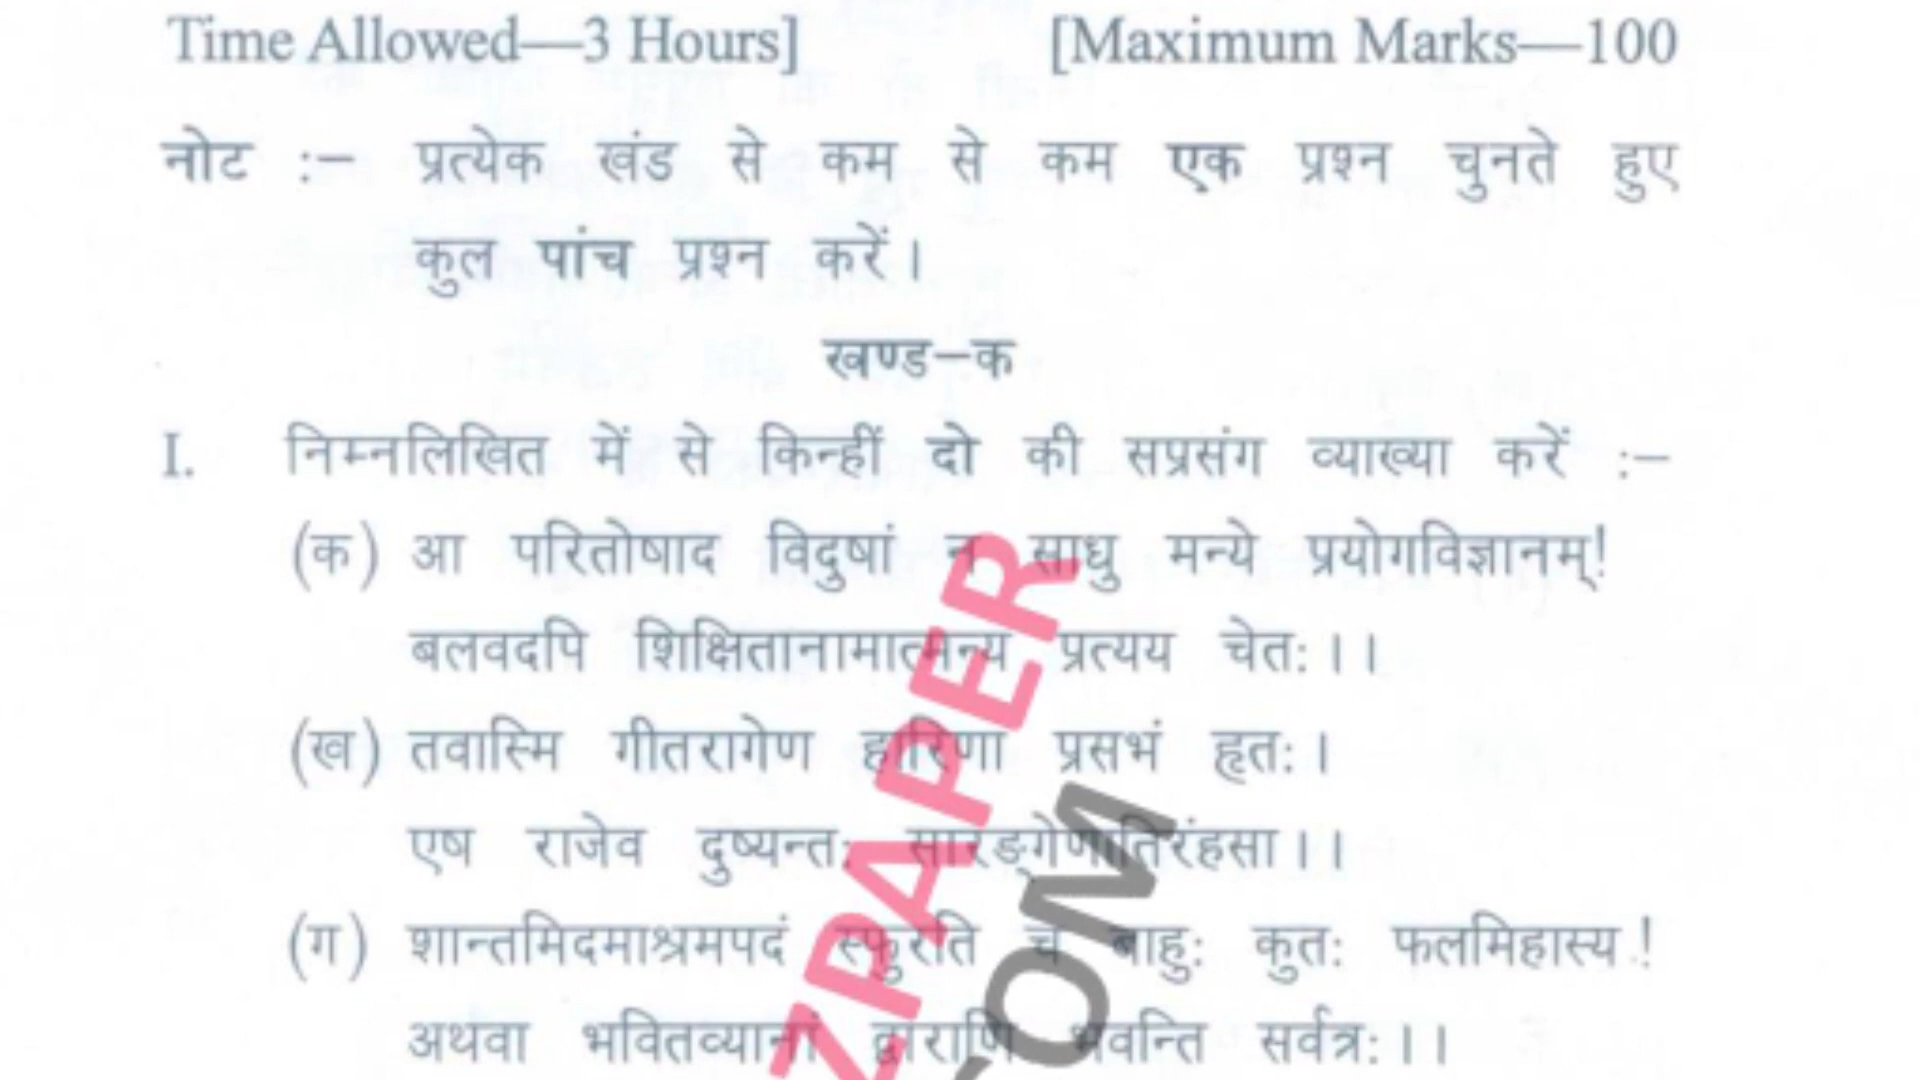 Time Allowed—3 Hours] [Maximum Marks—100
नोट :– प्रत्येक खंड से कम से कम एक प्रश्न चुनते हुए
कुल पांच प्रश्न करें।
खण्ड–क
I. निम्नलिखित में से किन्हीं दो की सप्रसंग व्याख्या करें :–
(क) आ परितोषाद विदुषां न साधु मन्ये प्रयोगविज्ञानम्!
बलवदपि शिक्षितानामात्मन्य प्रत्यय चेतः।।
(ख) तवास्मि गीतरागेण हारिणा प्रसभं हृतः।
एष राजेव दुष्यन्तः सारङ्गेणातिरंहसा।।
(ग) शान्तमिदमाश्रमपदं स्फुरति च बाहुः कुतः फलमिहास्य !
अथवा भवितव्यानां द्वाराणि भवन्ति सर्वत्रः।।
ZPAPER
OM